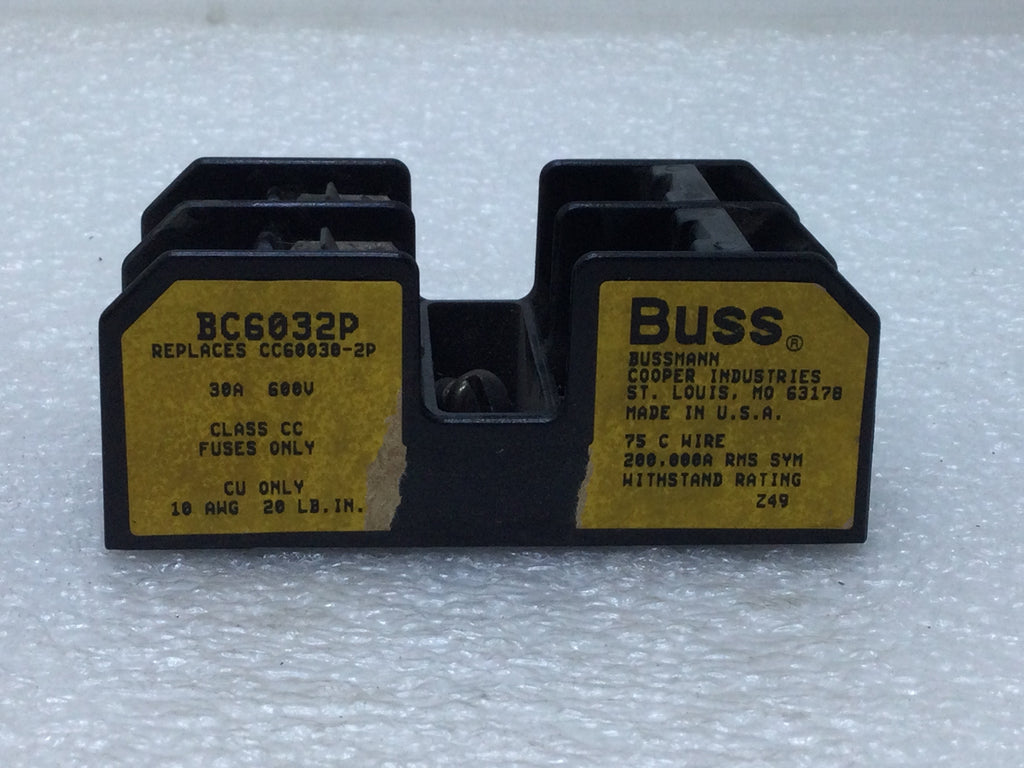 BC6032P
REPLACES CC60030-2P
30A 600V
CLASS CC
FUSES ONLY
CU ONLY
10 AWG 20 LB.IN.
BUSS®
BUSSMANN
COOPER INDUSTRIES
ST. LOUIS, MO 63178
MADE IN U.S.A.
75 C WIRE
200,000A RMS SYM
WITHSTAND RATING
Z49